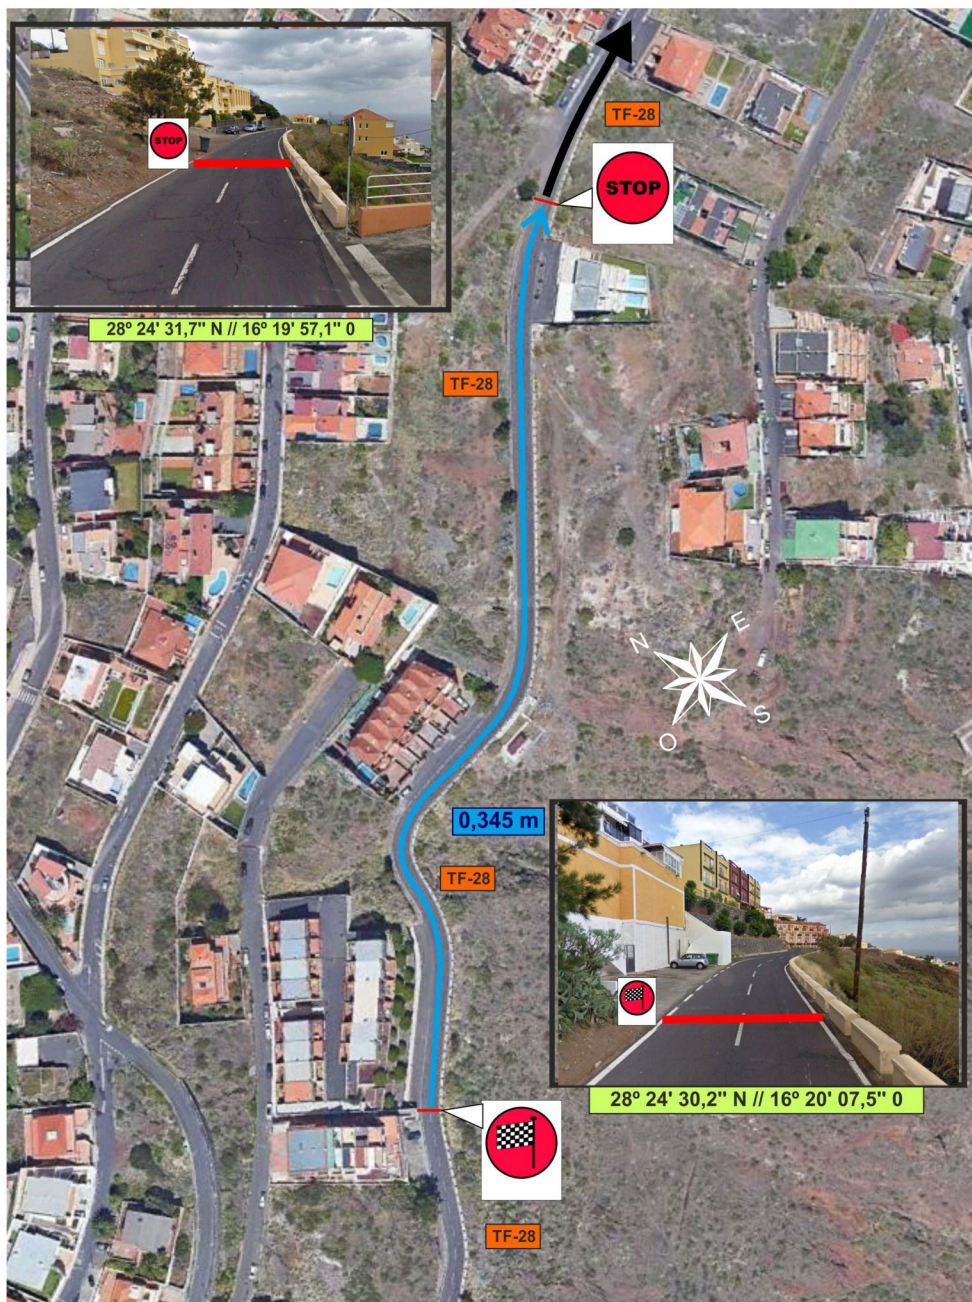 TF-28
STOP
STOP
28º 24' 31,7'' N // 16º 19' 57,1'' 0
TF-28
N
E
S
O
0,345 m
TF-28
28º 24' 30,2'' N // 16º 20' 07,5'' 0
TF-28